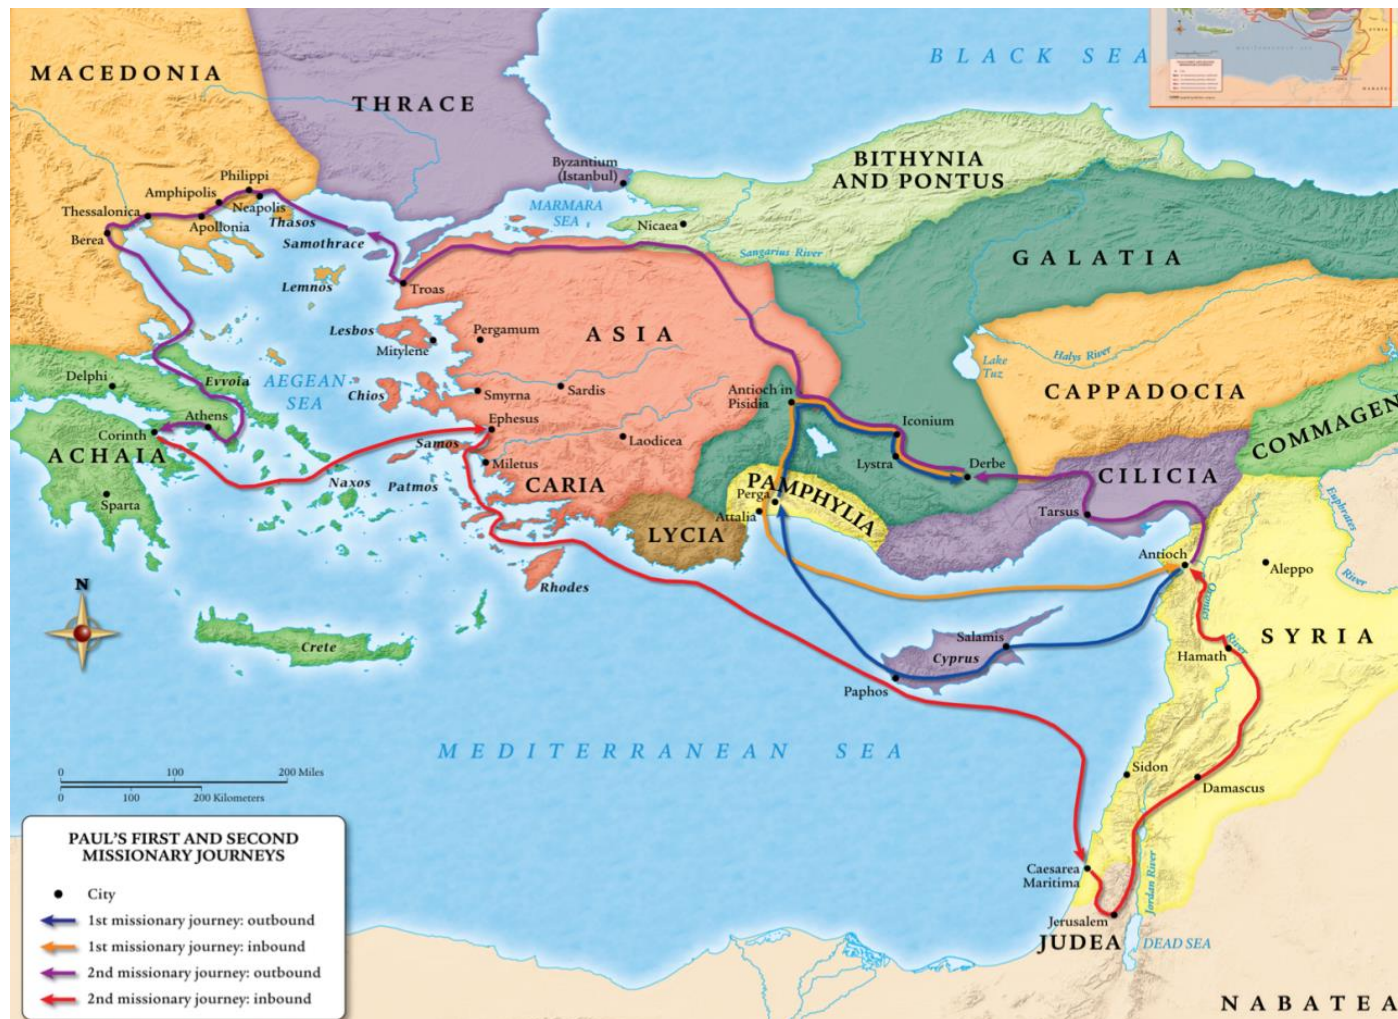 MACEDONIA
THRACE
BLACK SEA
BITHYNIA
AND PONTUS
Byzantium
(Istanbul)
Philippi
Amphipolis
Neapolis
Thessalonica
Apollonia
Thasos
Berea
Samothrace
MARMARA
SEA
Nicaea
Sangarius River
GALATIA
Lemnos
Troas
Lesbos
Mitylene
Pergamum
ASIA
Lake
Tuz
Halys River
Delphi
Evvoia
AEGEAN
SEA
Chios
Smyrna
Sardis
Antioch in
Pisidia
CAPPADOCIA
COMMAGEN
Athens
Corinth
ACHAIA
Ephesus
Samos
Laodicea
Iconium
Lystra
Derbe
CILICIA
Tarsus
Naxos
Patmos
Miletus
CARIA
Sparta
Perga
PAMPHYLIA
Attalia
LYCIA
Euphrates
River
Antioch
Aleppo
Rhodes
N
Crete
Orontes
River
SYRIA
Salamis
Cyprus
Hamath
Paphos
MEDITERRANEAN SEA
Sidon
Damascus
0 100 200 Miles
0 100 200 Kilometers
Caesarea
Maritima
Jordan River
Jerusalem
JUDEA
DEAD SEA
NABATEA
PAUL'S FIRST AND SECOND
MISSIONARY JOURNEYS
City
1st missionary journey: outbound
1st missionary journey: inbound
2nd missionary journey: outbound
2nd missionary journey: inbound